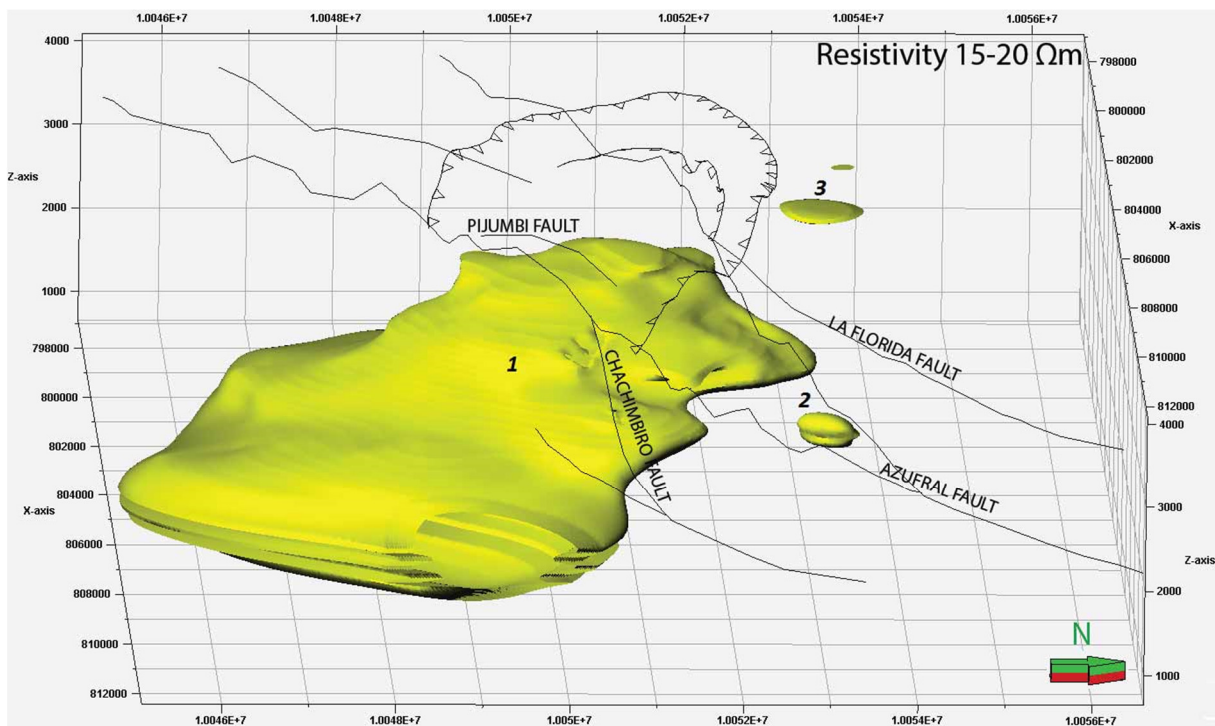 1.0046E+7 1.0048E+7 1.005E+7 1.0052E+7 1.0054E+7 1.0056E+7
Resistivity 15-20 Ωm
4000
798000
800000
3000
802000
3
Z-axis
2000
804000
X-axis
PIJUMBI FAULT
806000
1000
808000
LA FLORIDA FAULT
798000
810000
1
CHACHIMBIRO FAULT
800000
2
812000
4000
802000
AZUFRAL FAULT
804000
3000
X-axis
806000
Z-axis
808000
2000
N
810000
1000
812000
1.0046E+7 1.0048E+7 1.005E+7 1.0052E+7 1.0054E+7 1.0056E+7